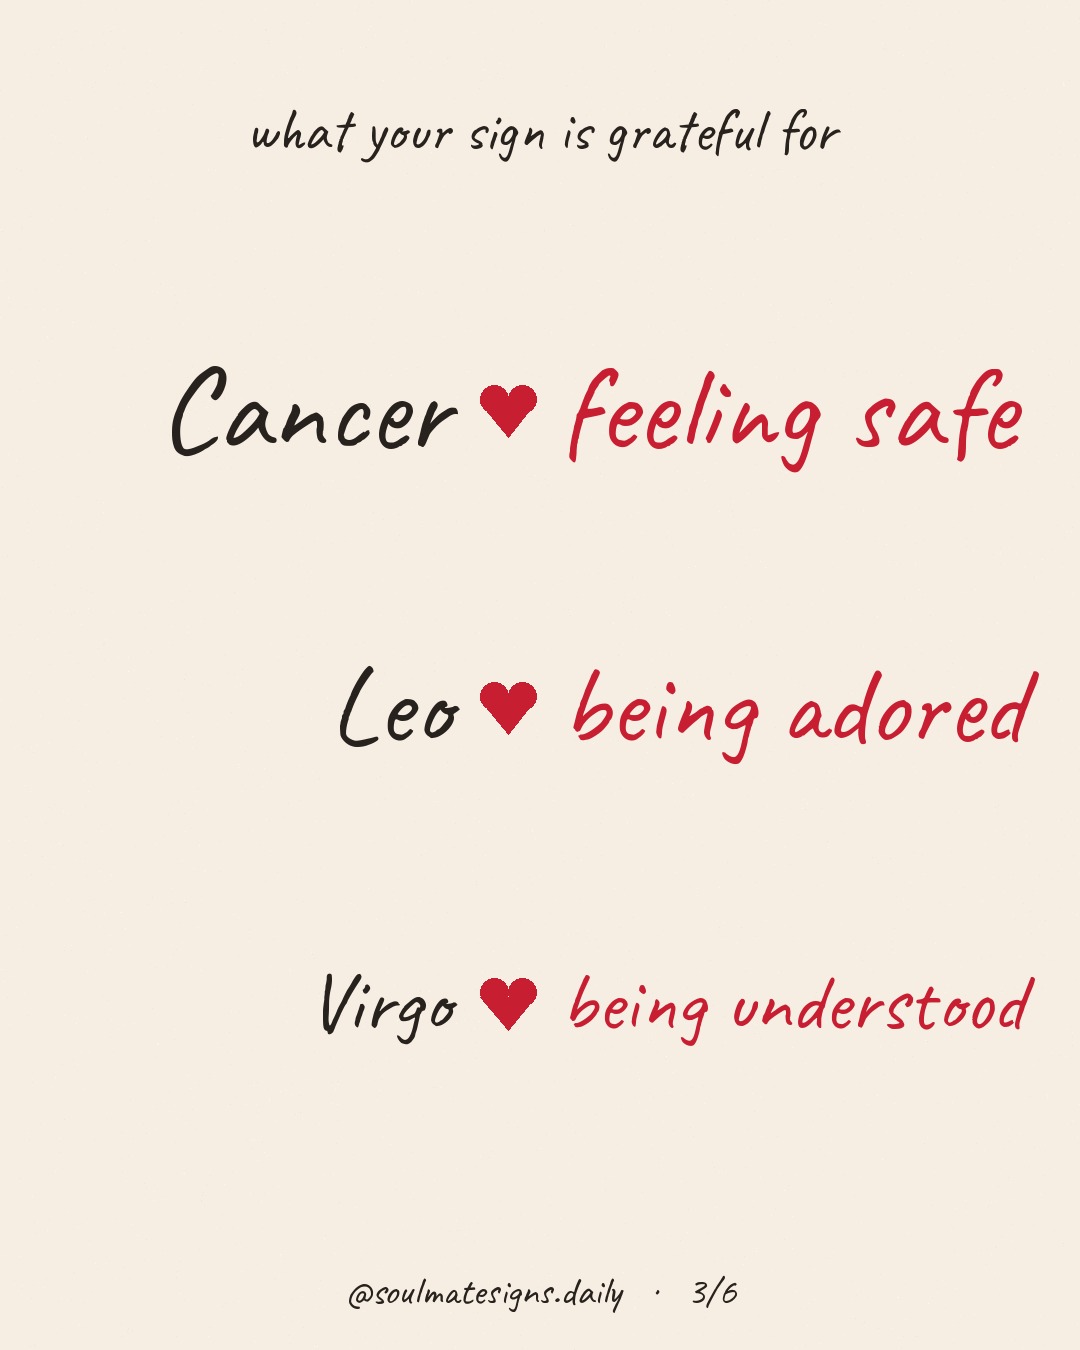 what your sign is grateful for
Cancer ♥ feeling safe
Leo ♥ being adored
Virgo ♥ being understood
@soulmatesigns.daily · 3/6